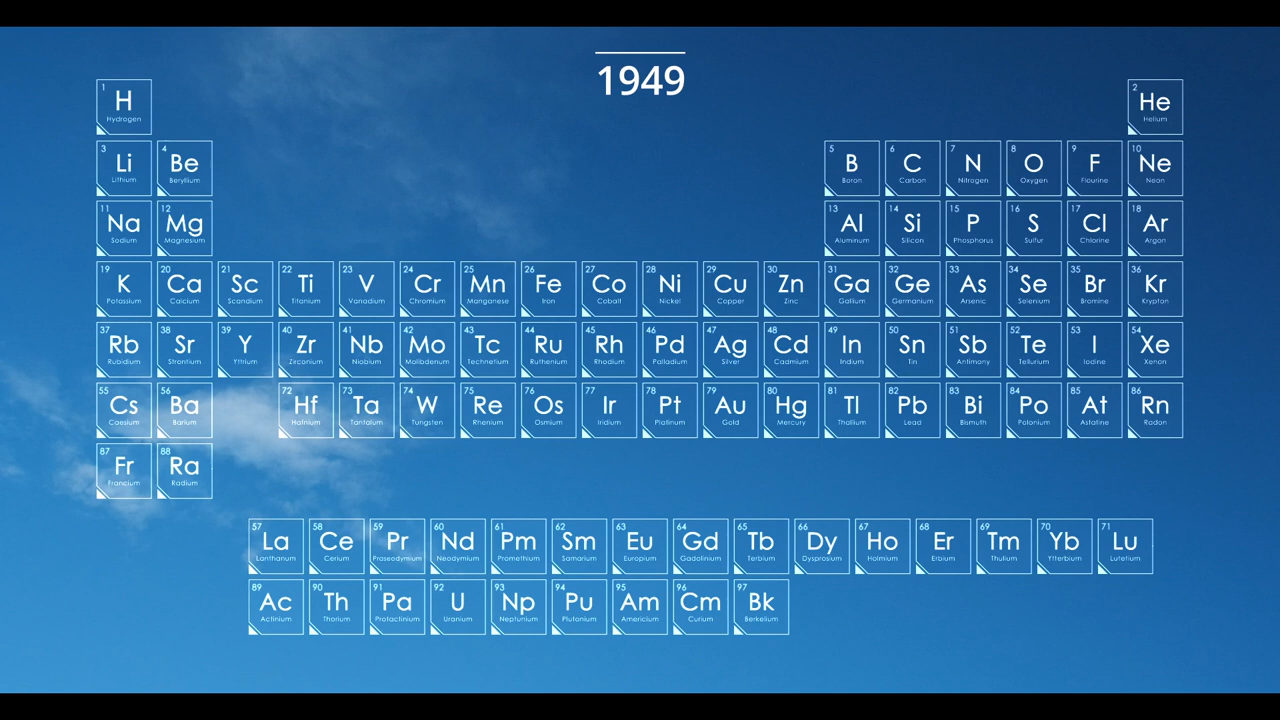 1949
1 2
H He
Hydrogen Helium
3 4 5 6 7 8 9 10
Li Be B C N O F Ne
Lithium Beryllium Boron Carbon Nitrogen Oxygen Flourine Neon
11 12 13 14 15 16 17 18
Na Mg Al Si P S Cl Ar
Sodium Magnesium Aluminum Silicon Phosphorus Sulfur Chlorine Argon
19 20 21 22 23 24 25 26 27 28 29 30 31 32 33 34 35 36
K Ca Sc Ti V Cr Mn Fe Co Ni Cu Zn Ga Ge As Se Br Kr
Potassium Calcium Scandium Titanium Vanadium Chromium Manganese Iron Cobalt Nickel Copper Zinc Gallium Germanium Arsenic Selenium Bromine Krypton
37 38 39 40 41 42 43 44 45 46 47 48 49 50 51 52 53 54
Rb Sr Y Zr Nb Mo Tc Ru Rh Pd Ag Cd In Sn Sb Te I Xe
Rubidium Strontium Yttrium Zirconium Niobium Molibdenum Technetium Ruthenium Rhodium Palladium Silver Cadmium Indium Tin Antimony Tellurium Iodine Xenon
55 56 72 73 74 75 76 77 78 79 80 81 82 83 84 85 86
Cs Ba Hf Ta W Re Os Ir Pt Au Hg Tl Pb Bi Po At Rn
Caesium Barium Hafnium Tantalum Tungsten Rhenium Osmium Iridium Platinum Gold Mercury Thallium Lead Bismuth Polonium Astatine Radon
87 88
Fr Ra
Francium Radium
57 58 59 60 61 62 63 64 65 66 67 68 69 70 71
La Ce Pr Nd Pm Sm Eu Gd Tb Dy Ho Er Tm Yb Lu
Lanthanum Cerium Praseodymium Neodymium Promethium Samarium Europium Gadolinium Terbium Dysprosium Holmium Erbium Thulium Ytterbium Lutetium
89 90 91 92 93 94 95 96 97
Ac Th Pa U Np Pu Am Cm Bk
Actinium Thorium Protactinium Uranium Neptunium Plutonium Americium Curium Berkelium